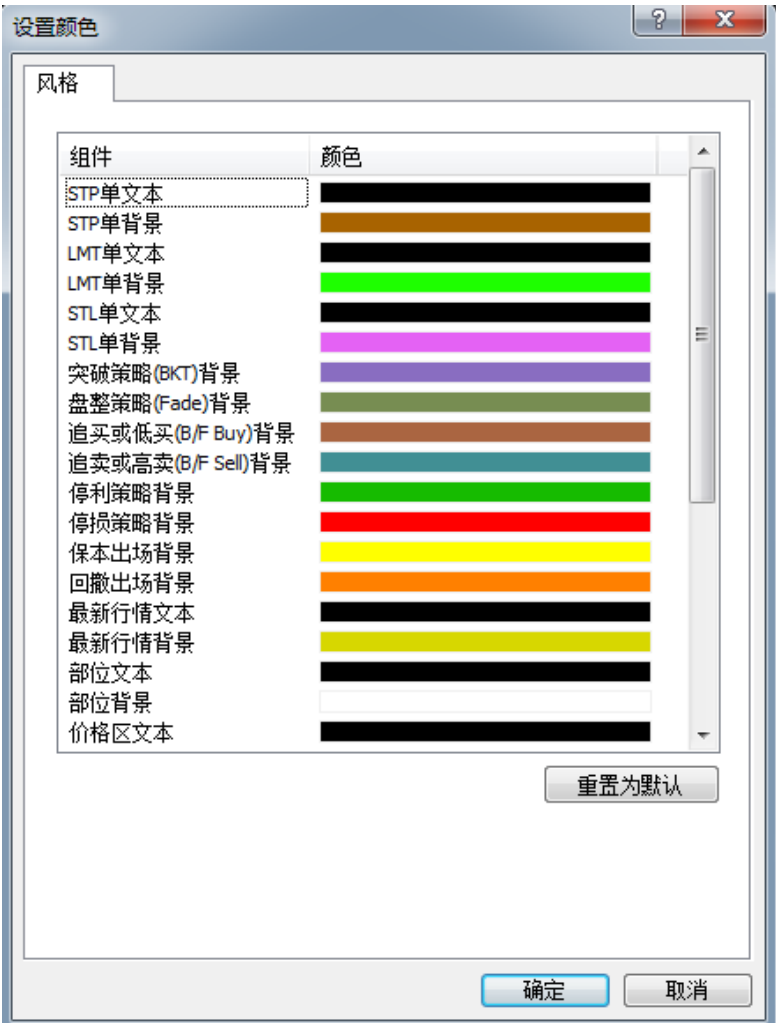 设置颜色
风格
组件 颜色
STP单文本
STP单背景
LMT单文本
LMT单背景
STL单文本
STL单背景
突破策略(BKT)背景
盘整策略(Fade)背景
追买或低买(B/F Buy)背景
追卖或高卖(B/F Sell)背景
停利策略背景
停损策略背景
保本出场背景
回撤出场背景
最新行情文本
最新行情背景
部位文本
部位背景
价格区文本
重置为默认
确定 取消